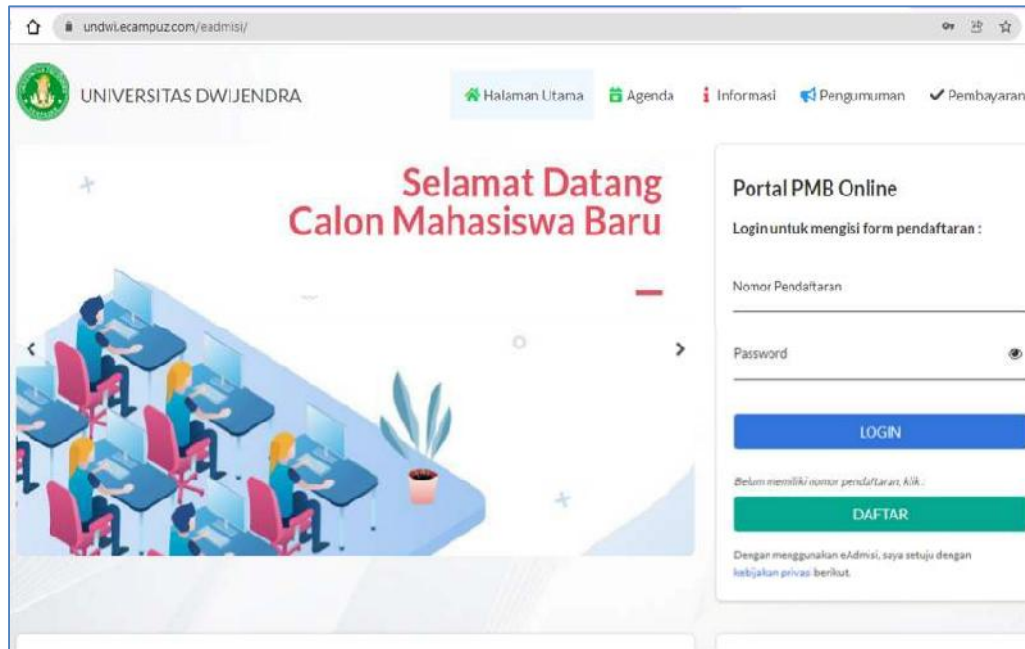 undwi.ecampuz.com/eadmisi/
UNIVERSITAS DWIJENDRA
Halaman Utama
Agenda
Informasi
Pengumuman
Pembayaran
Selamat Datang
Calon Mahasiswa Baru
Portal PMB Online
Login untuk mengisi form pendaftaran :
Nomor Pendaftaran
Password
LOGIN
Belum memiliki nomor pendaftaran, klik :
DAFTAR
Dengan menggunakan eAdmisi, saya setuju dengan
kebijakan privasi berikut.